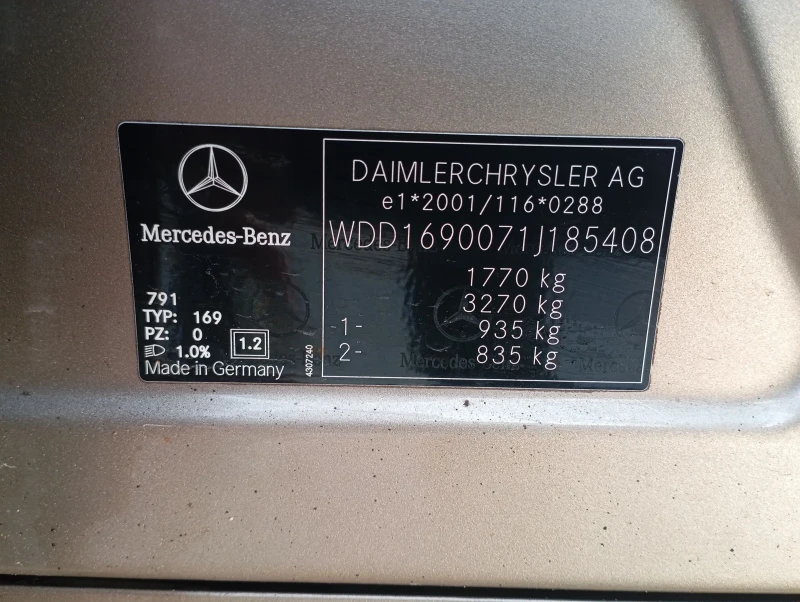 Mercedes-Benz
791
TYP: 169
PZ: 0
1.0%
1.2
Made in Germany
4307240
DAIMLERCHRYSLER AG
e1*2001/116*0288
WDD1690071J185408
1770 kg
3270 kg
-1- 935 kg
2- 835 kg